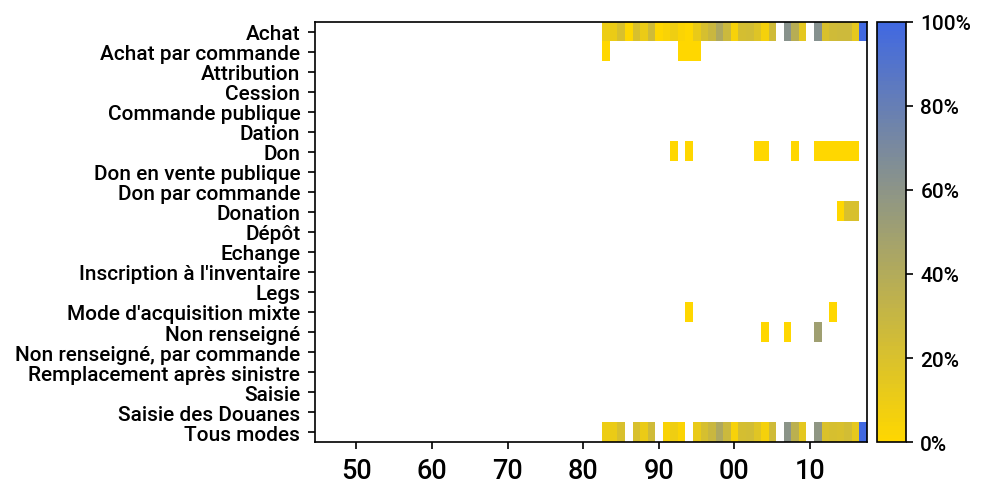 Achat
Achat par commande
Attribution
Cession
Commande publique
Dation
Don
Don en vente publique
Don par commande
Donation
Dépôt
Echange
Inscription à l'inventaire
Legs
Mode d'acquisition mixte
Non renseigné
Non renseigné, par commande
Remplacement après sinistre
Saisie
Saisie des Douanes
Tous modes
50 60 70 80 90 00 10
100%
80%
60%
40%
20%
0%